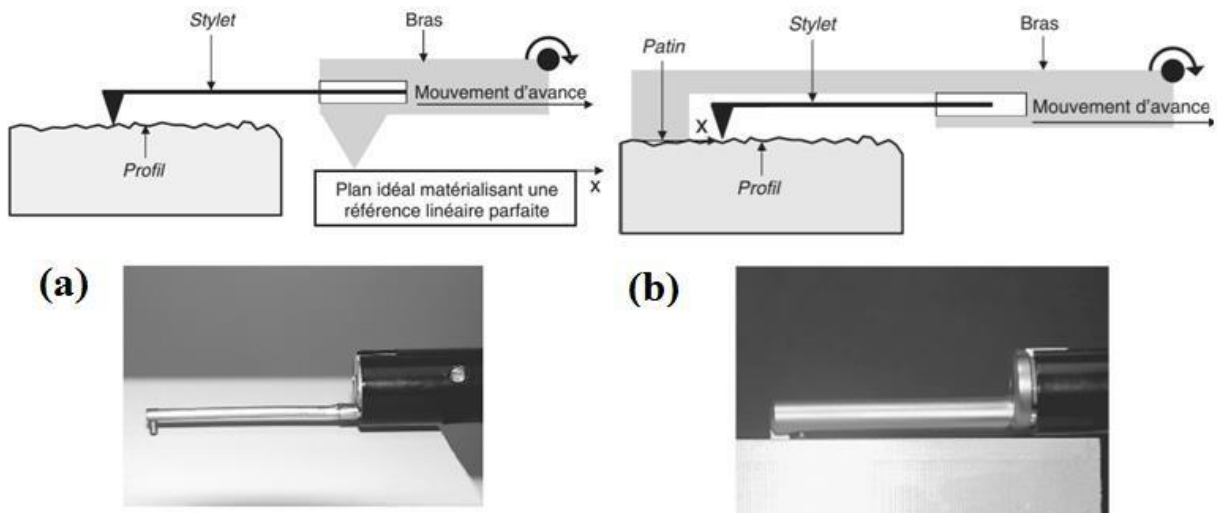 Stylet
Bras
Mouvement d'avance
Profil
x
Plan idéal matérialisant une
référence linéaire parfaite
Patin
Stylet
Bras
Mouvement d'avance
X
Profil
(a)
(b)